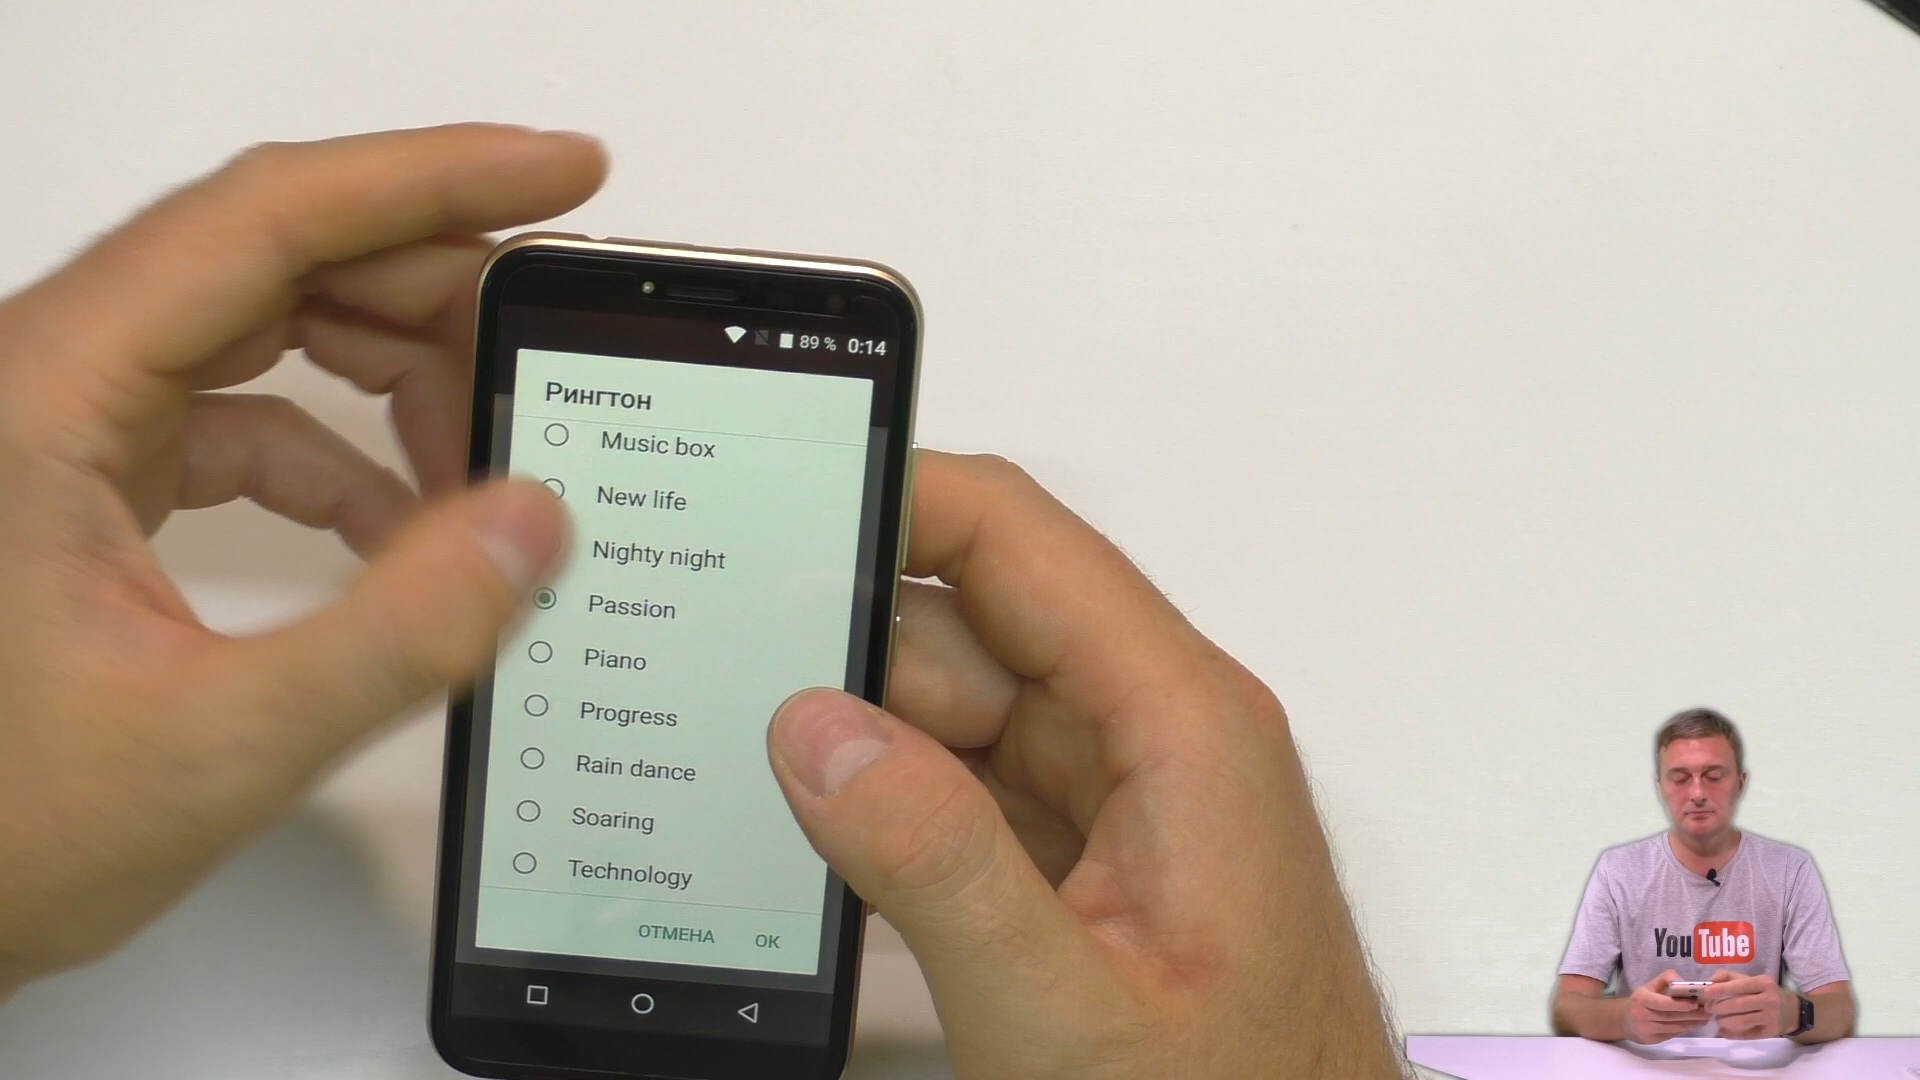 89 % 0:14
Рингтон
Music box
New life
Nighty night
Passion
Piano
Progress
Rain dance
Soaring
Technology
ОТМЕНА OK
YouTube